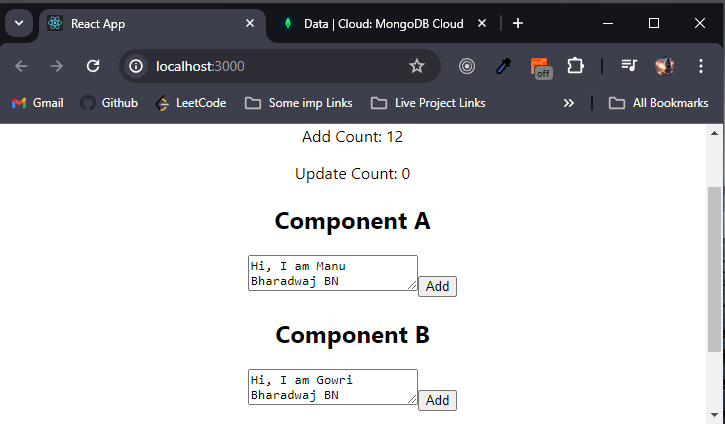 React App
Data | Cloud: MongoDB Cloud
localhost:3000
off
Gmail
Github
LeetCode
Some imp Links
Live Project Links
All Bookmarks
Add Count: 12
Update Count: 0
Component A
Hi, I am Manu
Bharadwaj BN
Add
Component B
Hi, I am Gowri
Bharadwaj BN
Add